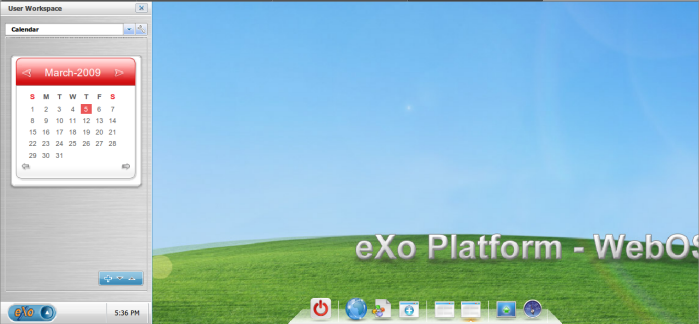 User Workspace
Calendar
March-2009
S M T W T F S
1 2 3 4 5 6 7
8 9 10 11 12 13 14
15 16 17 18 19 20 21
22 23 24 25 26 27 28
29 30 31
eXo Platform - WebOS
eXo
5:36 PM